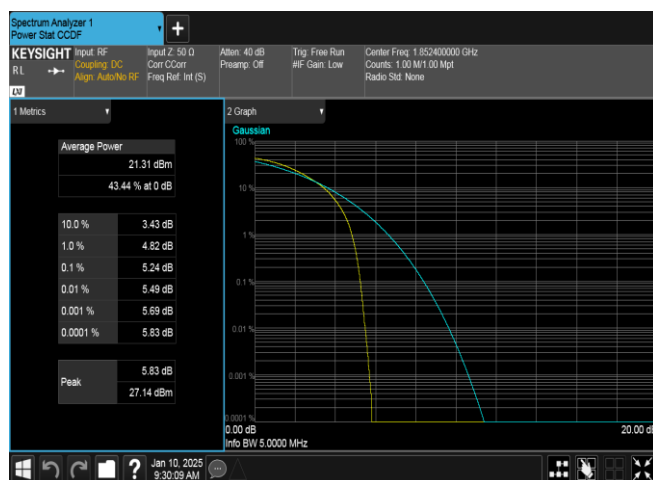 Spectrum Analyzer 1
Power Stat CCDF
+
KEYSIGHT
RL
LXI
Input: RF
Coupling: DC
Align: Auto/No RF
Input Z: 50 Ω
Corr CCorr
Freq Ref: Int (S)
Atten: 40 dB
Preamp: Off
Trig: Free Run
#IF Gain: Low
Center Freq: 1.852400000 GHz
Counts: 1.00 M/1.00 Mpt
Radio Std: None
1 Metrics
Average Power
21.31 dBm
43.44 % at 0 dB
10.0 % 3.43 dB
1.0 % 4.82 dB
0.1 % 5.24 dB
0.01 % 5.49 dB
0.001 % 5.69 dB
0.0001 % 5.83 dB
Peak
5.83 dB
27.14 dBm
2 Graph
Gaussian
100 %
10 %
1 %
0.1 %
0.01 %
0.001 %
0.0001 %
0.00 dB 20.00 dB
Info BW 5.0000 MHz
?
Jan 10, 2025
9:30:09 AM